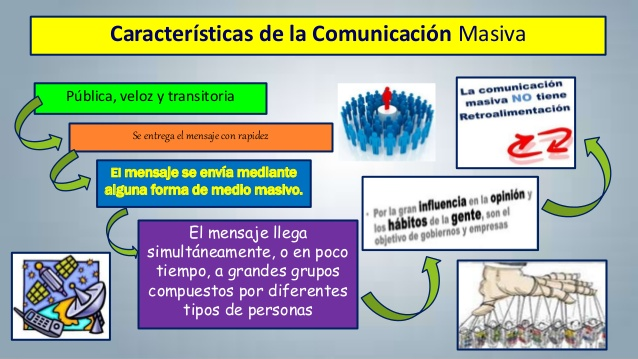 Características de la Comunicación Masiva
Pública, veloz y transitoria
Se entrega el mensaje con rapidez
El mensaje se envía mediante
alguna forma de medio masivo.
El mensaje llega
simultáneamente, o en poco
tiempo, a grandes grupos
compuestos por diferentes
tipos de personas
• Por la gran influencia en la opinión y
los hábitos de la gente, son el
objetivo de gobiernos y empresas
La comunicación
masiva NO tiene
Retroalimentación